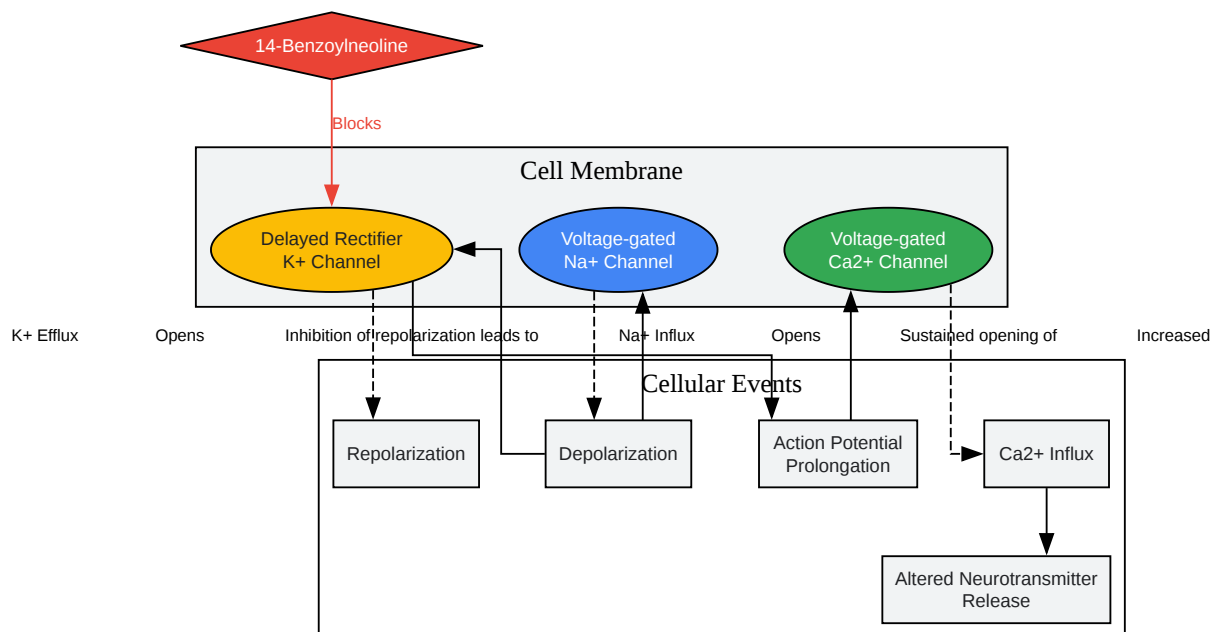 14-Benzoylneoline
Blocks
Cell Membrane
Delayed Rectifier
K+ Channel
Voltage-gated
Na+ Channel
Voltage-gated
Ca2+ Channel
K+ Efflux
Opens
Inhibition of repolarization leads to
Na+ Influx
Opens
Sustained opening of
Increased
Cellular Events
Repolarization
Depolarization
Action Potential
Prolongation
Ca2+ Influx
Altered Neurotransmitter
Release